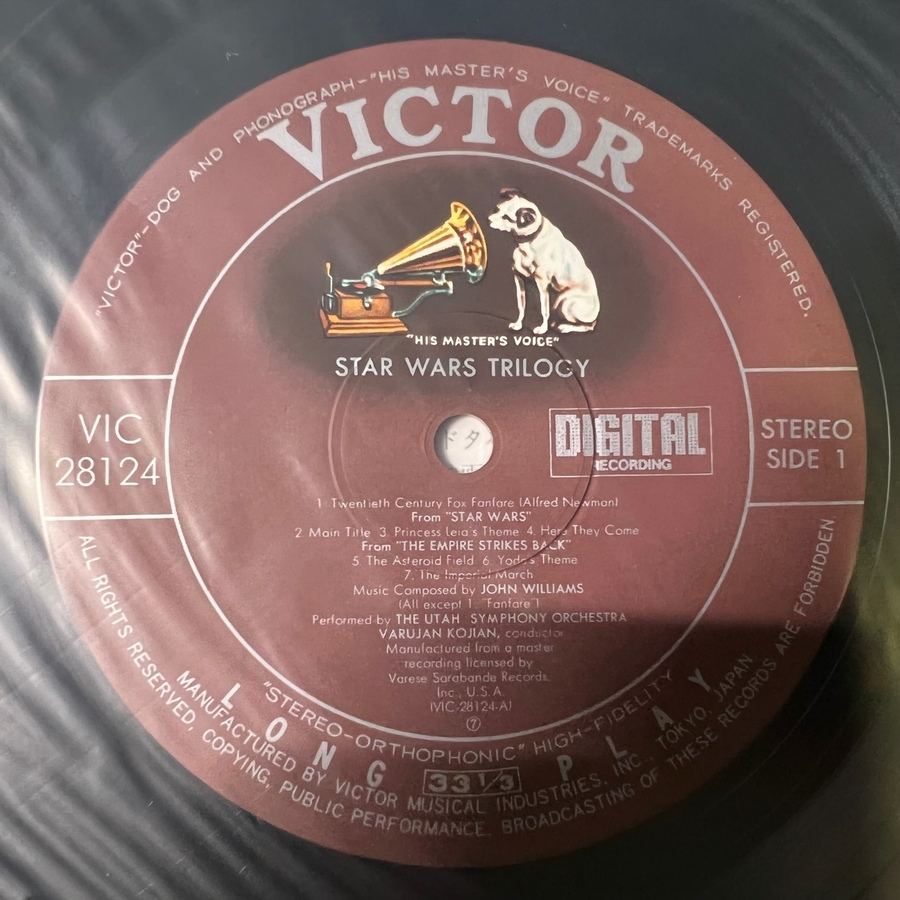 "VICTOR"—DOG AND PHONOGRAPH—"HIS MASTER'S VOICE" TRADEMARKS REGISTERED.
VICTOR
"HIS MASTER'S VOICE"
STAR WARS TRILOGY
VIC
28124
DIGITAL
RECORDING
STEREO
SIDE 1
ドタ
1. Twentieth Century Fox Fanfare (Alfred Newman)
From "STAR WARS"
2. Main Title 3. Princess Leia's Theme 4. Here They Come
From "THE EMPIRE STRIKES BACK"
5. The Asteroid Field 6. Yoda's Theme
7. The Imperial March
Music Composed by JOHN WILLIAMS
(All except 1. "Fanfare")
Performed by THE UTAH SYMPHONY ORCHESTRA
VARUJAN KOJIAN, conductor
Manufactured from a master
recording licensed by
Varese Sarabande Records,
Inc., U.S.A.
(VIC-28124-A)
⑦
"STEREO-ORTHOPHONIC" HIGH-FIDELITY
LONG 33 1/3 PLAY
MANUFACTURED BY VICTOR MUSICAL INDUSTRIES, INC., TOKYO, JAPAN.
ALL RIGHTS RESERVED, COPYING, PUBLIC PERFORMANCE, BROADCASTING OF THESE RECORDS ARE FORBIDDEN.